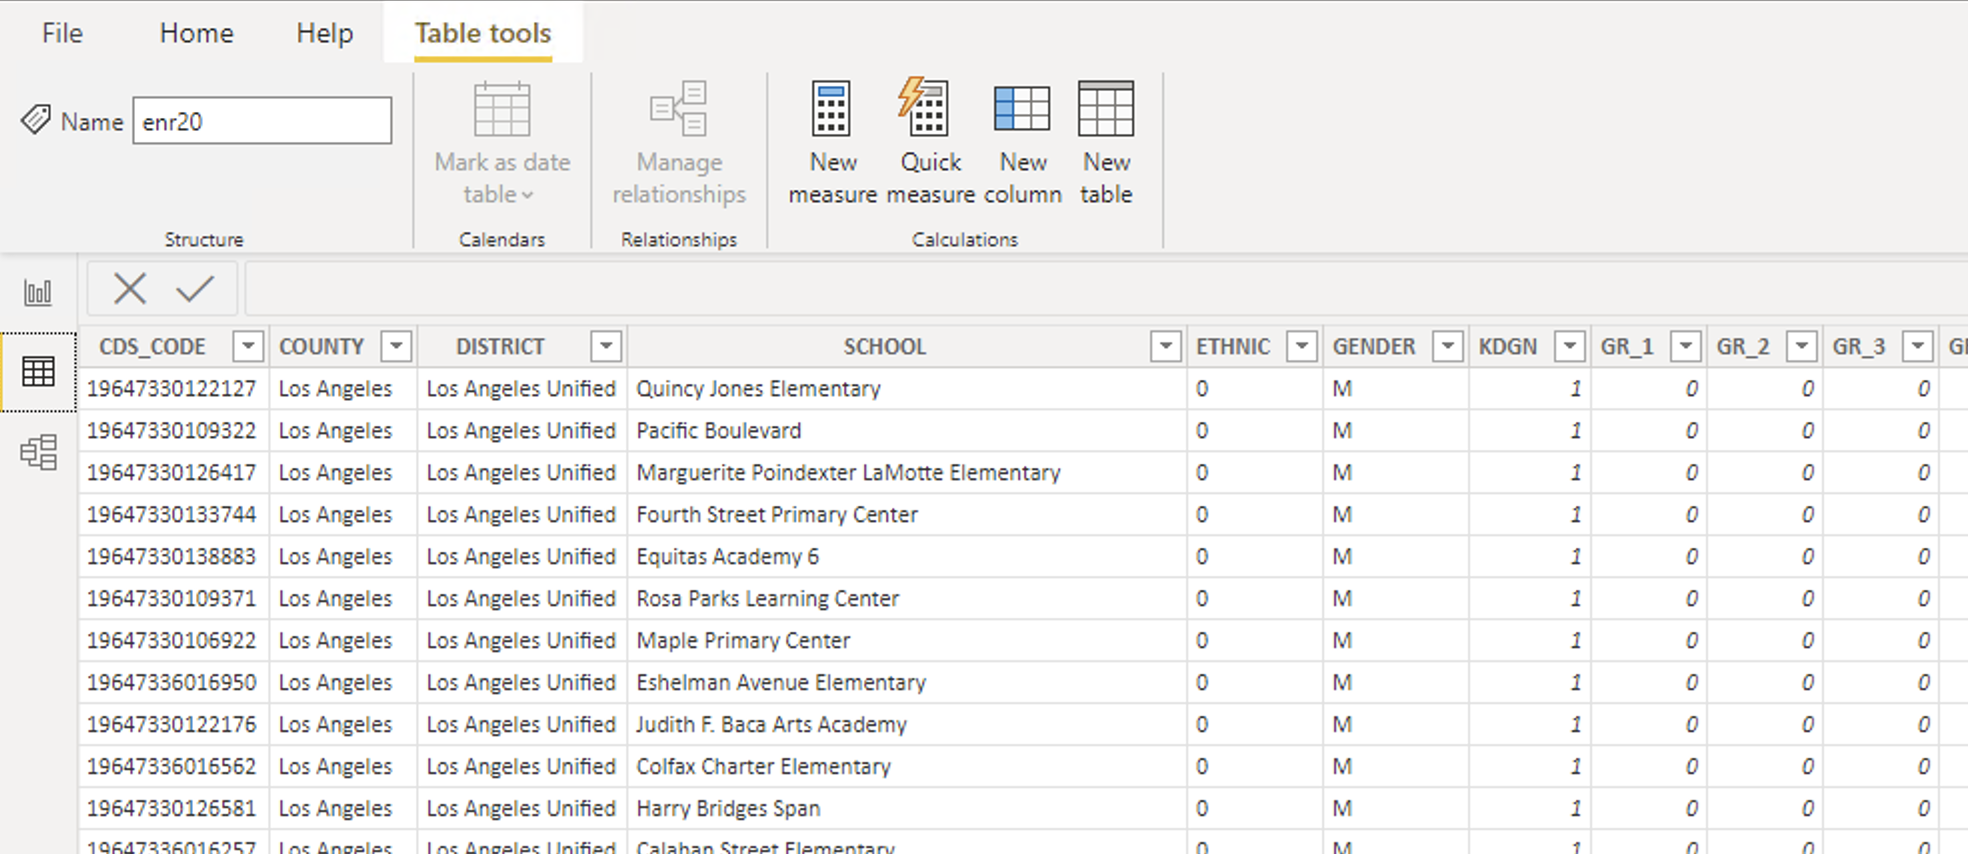 File Home Help Table tools
Name enr20
Mark as date table
Manage relationships
New measure
Quick measure
New column
New table
Structure Calendars Relationships Calculations
CDS_CODE COUNTY DISTRICT SCHOOL ETHNIC GENDER KDGN GR_1 GR_2 GR_3
19647330122127 Los Angeles Los Angeles Unified Quincy Jones Elementary 0 M 1 0 0 0
19647330109322 Los Angeles Los Angeles Unified Pacific Boulevard 0 M 1 0 0 0
19647330126417 Los Angeles Los Angeles Unified Marguerite Poindexter LaMotte Elementary 0 M 1 0 0 0
19647330133744 Los Angeles Los Angeles Unified Fourth Street Primary Center 0 M 1 0 0 0
19647330138883 Los Angeles Los Angeles Unified Equitas Academy 6 0 M 1 0 0 0
19647330109371 Los Angeles Los Angeles Unified Rosa Parks Learning Center 0 M 1 0 0 0
19647330106922 Los Angeles Los Angeles Unified Maple Primary Center 0 M 1 0 0 0
19647336016950 Los Angeles Los Angeles Unified Eshelman Avenue Elementary 0 M 1 0 0 0
19647330122176 Los Angeles Los Angeles Unified Judith F. Baca Arts Academy 0 M 1 0 0 0
19647336016562 Los Angeles Los Angeles Unified Colfax Charter Elementary 0 M 1 0 0 0
19647330126581 Los Angeles Los Angeles Unified Harry Bridges Span 0 M 1 0 0 0
19647336016257 Los Angeles Los Angeles Unified Calahan Street Elementary 0 M 1 0 0 0